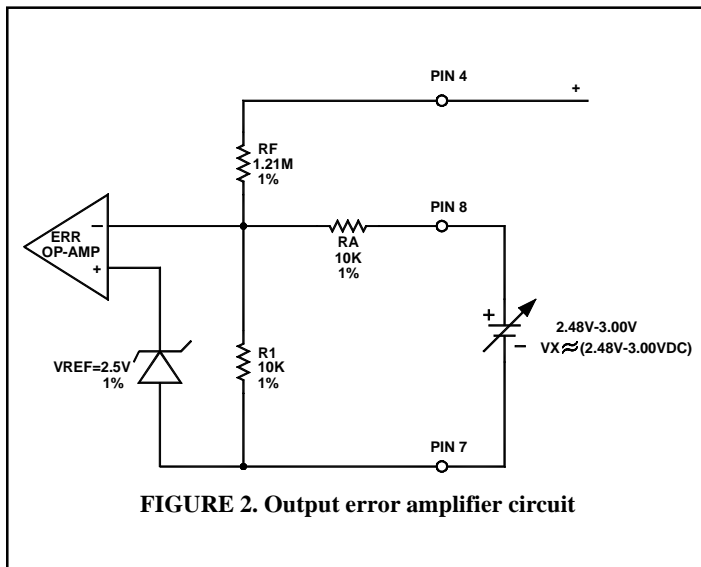 PIN 4
+
RF
1.21M
1%
PIN 8
−
ERR
OP-AMP
+
RA
10K
1%
+
−
2.48V-3.00V
VX≈(2.48V-3.00VDC)
VREF=2.5V
1%
R1
10K
1%
PIN 7
FIGURE 2. Output error amplifier circuit